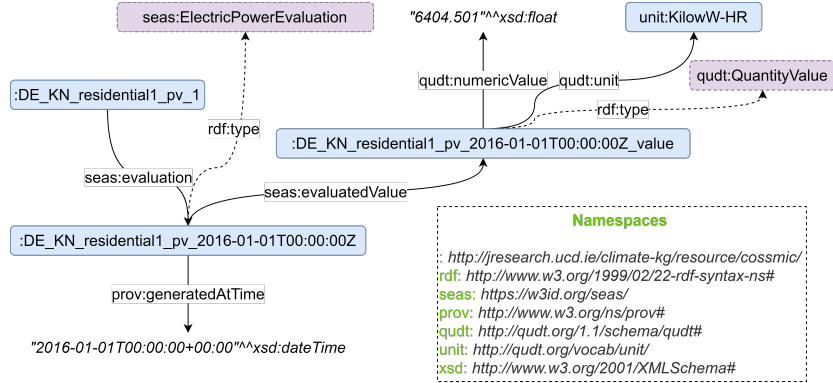 seas:ElectricPowerEvaluation
"6404.501"^^xsd:float
unit:KilowW-HR
qudt:numericValue
qudt:unit
qudt:QuantityValue
:DE_KN_residential1_pv_1
rdf:type
rdf:type
:DE_KN_residential1_pv_2016-01-01T00:00:00Z_value
seas:evaluation
seas:evaluatedValue
:DE_KN_residential1_pv_2016-01-01T00:00:00Z
prov:generatedAtTime
"2016-01-01T00:00:00+00:00"^^xsd:dateTime
Namespaces
: http://jresearch.ucd.ie/climate-kg/resource/cossmic/
rdf: http://www.w3.org/1999/02/22-rdf-syntax-ns#
seas: https://w3id.org/seas/
prov: http://www.w3.org/ns/prov#
qudt: http://qudt.org/1.1/schema/qudt#
unit: http://qudt.org/vocab/unit/
xsd: http://www.w3.org/2001/XMLSchema#